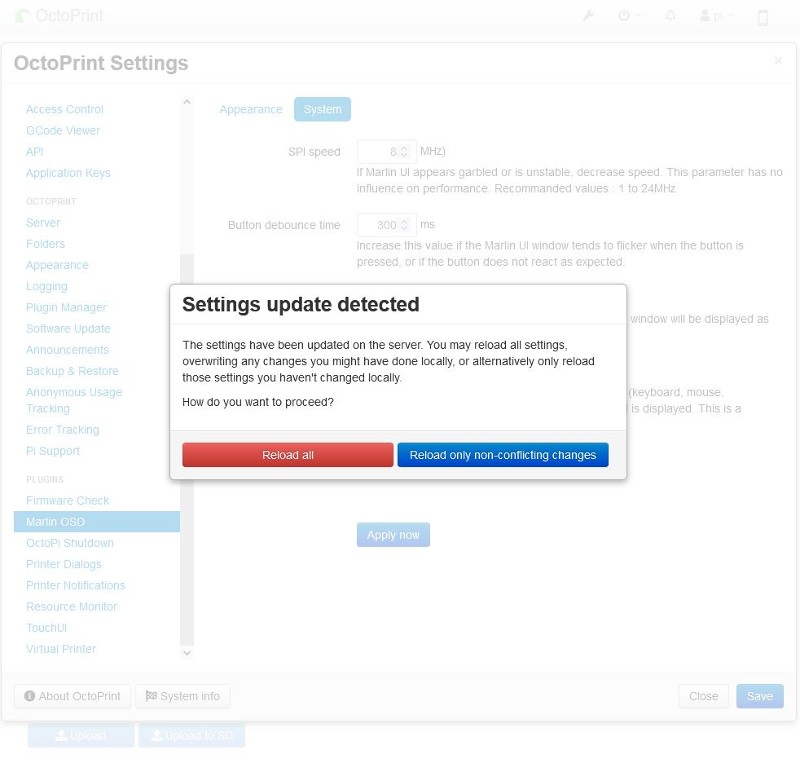 OctoPrint
pi
OctoPrint Settings
×
Access Control
GCode Viewer
API
Application Keys
OCTOPRINT
Server
Folders
Appearance
Logging
Plugin Manager
Software Update
Announcements
Backup & Restore
Anonymous Usage
Tracking
Error Tracking
Pi Support
PLUGINS
Firmware Check
Marlin OSD
OctoPi Shutdown
Printer Dialogs
Printer Notifications
Resource Monitor
TouchUI
Virtual Printer
Appearance
System
SPI speed
8
MHz)
If Marlin UI appears garbled or is unstable, decrease speed. This parameter has no
influence on performance. Recommanded values : 1 to 24MHz
Button debounce time
300
ms
Increase this value if the Marlin UI window tends to flicker when the button is
pressed, or if the button does not react as expected.
window will be displayed as
(keyboard, mouse,
is displayed. This is a
Settings update detected
The settings have been updated on the server. You may reload all settings,
overwriting any changes you might have done locally, or alternatively only reload
those settings you haven't changed locally.
How do you want to proceed?
Reload all
Reload only non-conflicting changes
Apply now
About OctoPrint
System info
Close
Save
Upload
Upload to SD